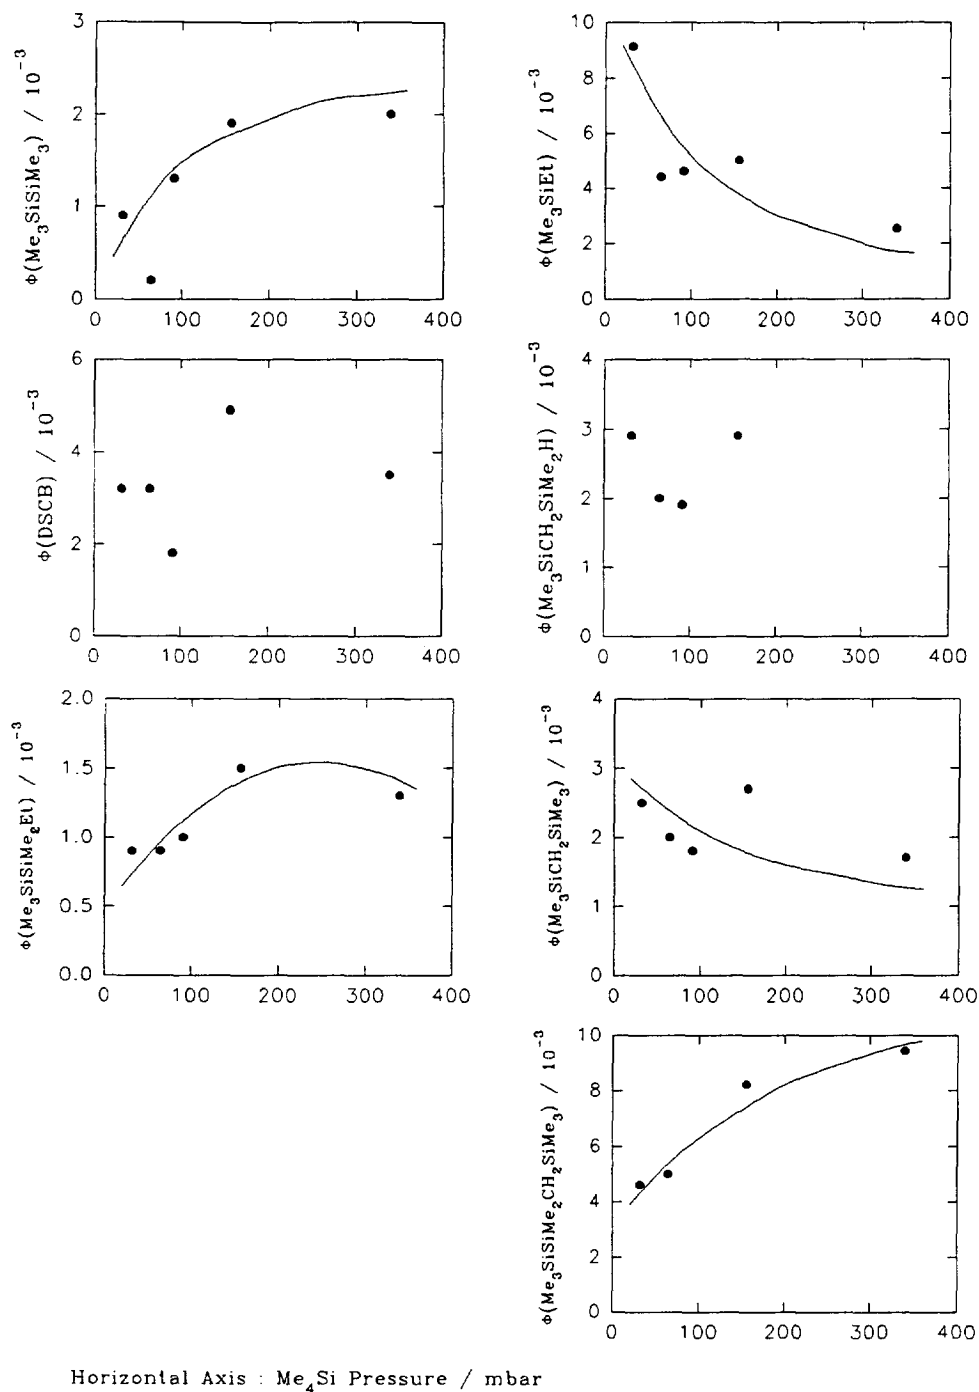 Φ(Me₃SiSiMe₃) / 10⁻³
3
2
1
0
0 100 200 300 400
Φ(Me₃SiEt) / 10⁻³
10
8
6
4
2
0
0 100 200 300 400
Φ(DSCB) / 10⁻³
6
4
2
0
0 100 200 300 400
Φ(Me₃SiCH₂SiMe₂H) / 10⁻³
4
3
2
1
0
0 100 200 300 400
Φ(Me₃SiSiMe₂Et) / 10⁻³
2.0
1.5
1.0
0.5
0.0
0 100 200 300 400
Φ(Me₃SiCH₂SiMe₃) / 10⁻³
4
3
2
1
0
0 100 200 300 400
Φ(Me₃SiSiMe₂CH₂SiMe₃) / 10⁻³
10
8
6
4
2
0
0 100 200 300 400
Horizontal Axis : Me₄Si Pressure / mbar